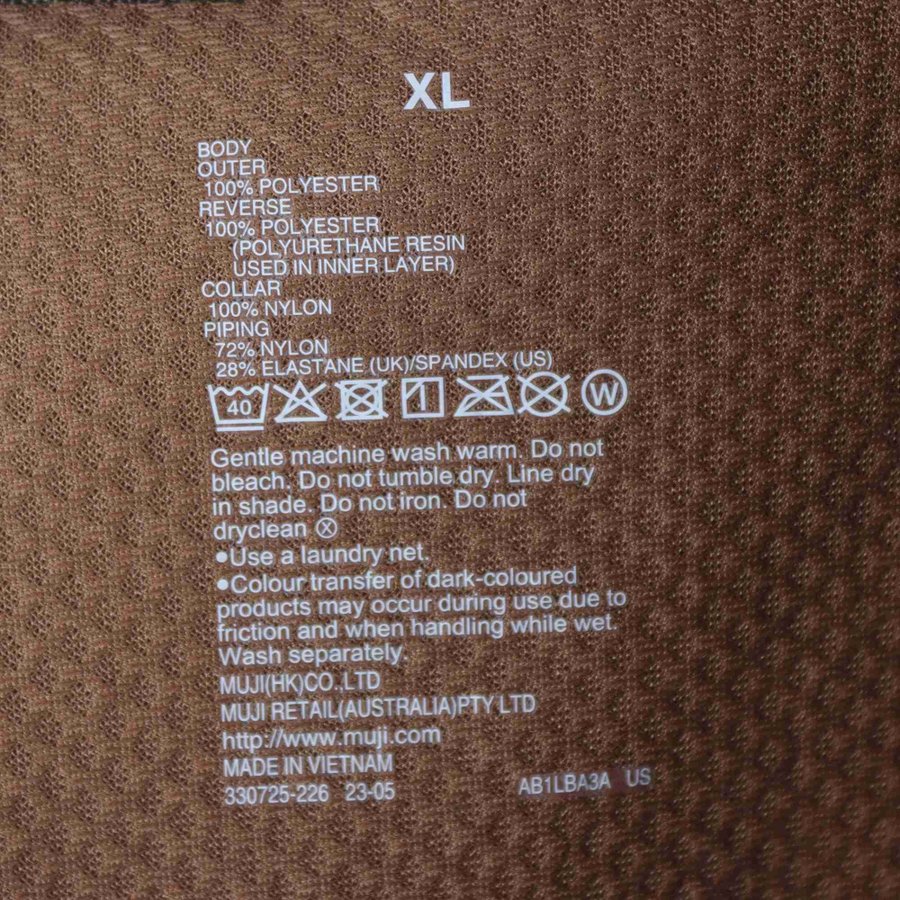 XL
BODY
OUTER
100% POLYESTER
REVERSE
100% POLYESTER
(POLYURETHANE RESIN
USED IN INNER LAYER)
COLLAR
100% NYLON
PIPING
72% NYLON
28% ELASTANE (UK)/SPANDEX (US)
40 W
Gentle machine wash warm. Do not
bleach. Do not tumble dry. Line dry
in shade. Do not iron. Do not
dryclean Ⓧ
●Use a laundry net.
●Colour transfer of dark-coloured
products may occur during use due to
friction and when handling while wet.
Wash separately.
MUJI(HK)CO.,LTD
MUJI RETAIL(AUSTRALIA)PTY LTD
http://www.muji.com
MADE IN VIETNAM
330725-226 23-05 AB1LBA3A US